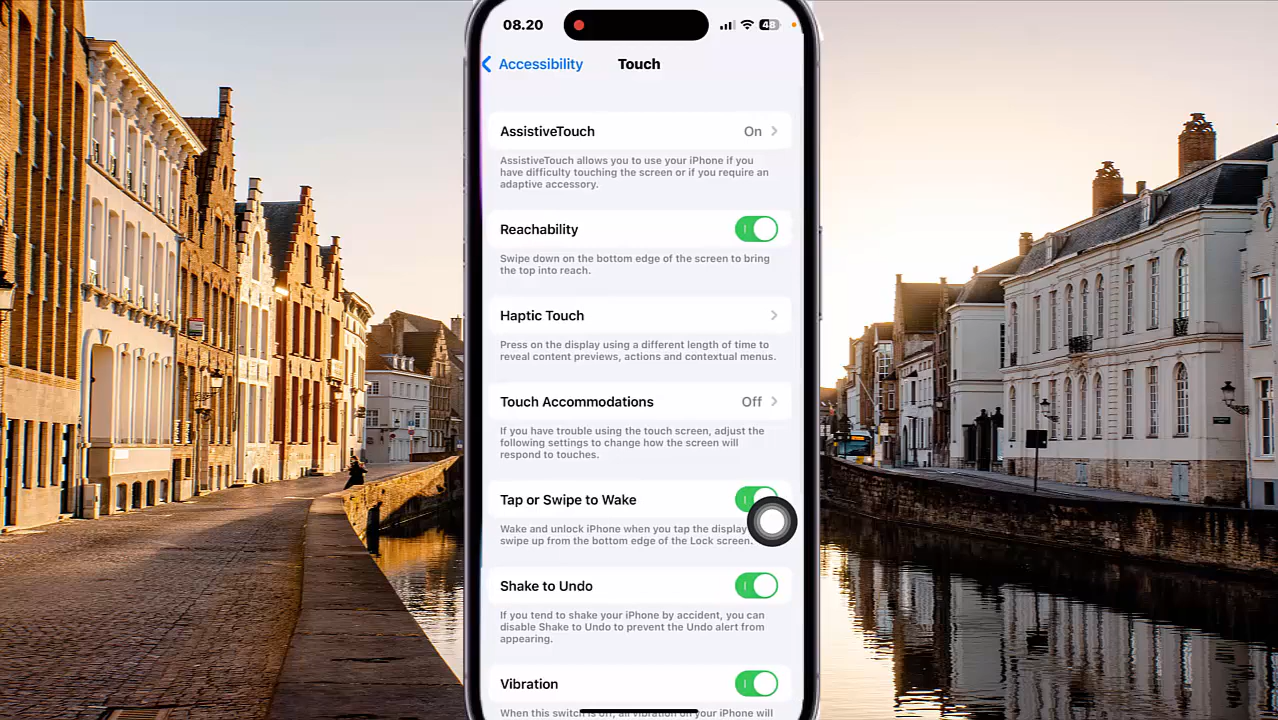 08.20
48
Accessibility
Touch
AssistiveTouch
On
AssistiveTouch allows you to use your iPhone if you
have difficulty touching the screen or if you require an
adaptive accessory.
Reachability
Swipe down on the bottom edge of the screen to bring
the top into reach.
Haptic Touch
Press on the display using a different length of time to
reveal content previews, actions and contextual menus.
Touch Accommodations
Off
If you have trouble using the touch screen, adjust the
following settings to change how the screen will
respond to touches.
Tap or Swipe to Wake
Wake and unlock iPhone when you tap the display
swipe up from the bottom edge of the Lock screen.
Shake to Undo
If you tend to shake your iPhone by accident, you can
disable Shake to Undo to prevent the Undo alert from
appearing.
Vibration
When this switch is off, all vibration on your iPhone will